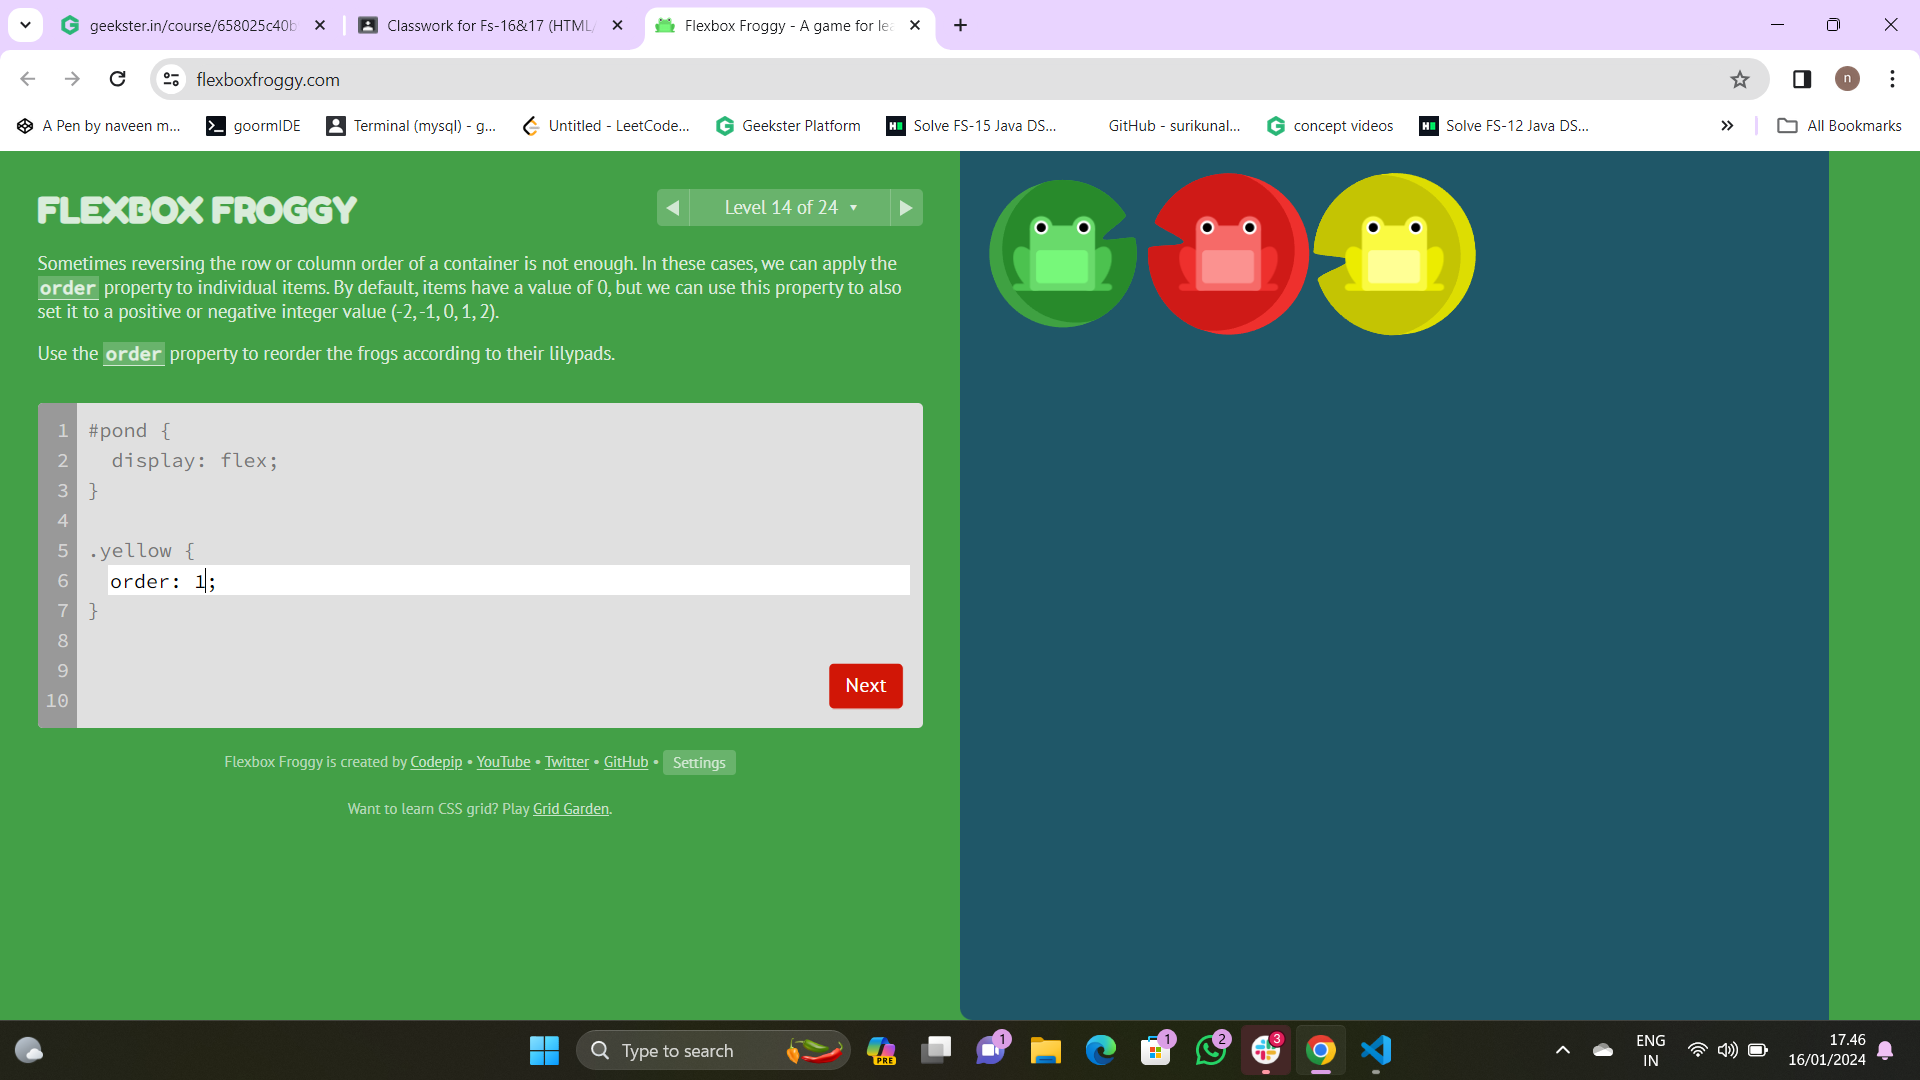 geekster.in/course/658025c40b
Classwork for Fs-16&17 (HTML/
Flexbox Froggy - A game for lea
flexboxfroggy.com
n
A Pen by naveen m...
goormIDE
Terminal (mysql) - g...
Untitled - LeetCode...
Geekster Platform
Solve FS-15 Java DS...
GitHub - surikunal...
concept videos
Solve FS-12 Java DS...
All Bookmarks
FLEXBOX FROGGY
Level 14 of 24
Sometimes reversing the row or column order of a container is not enough. In these cases, we can apply the
order property to individual items. By default, items have a value of 0, but we can use this property to also
set it to a positive or negative integer value (-2, -1, 0, 1, 2).
Use the order property to reorder the frogs according to their lilypads.
1 #pond {
2 display: flex;
3 }
4
5 .yellow {
6 order: 1;
7 }
8
9
10
Next
Flexbox Froggy is created by Codepip • YouTube • Twitter • GitHub • Settings
Want to learn CSS grid? Play Grid Garden.
Type to search
PRE
1
1
2
3
ENG
IN
17.46
16/01/2024